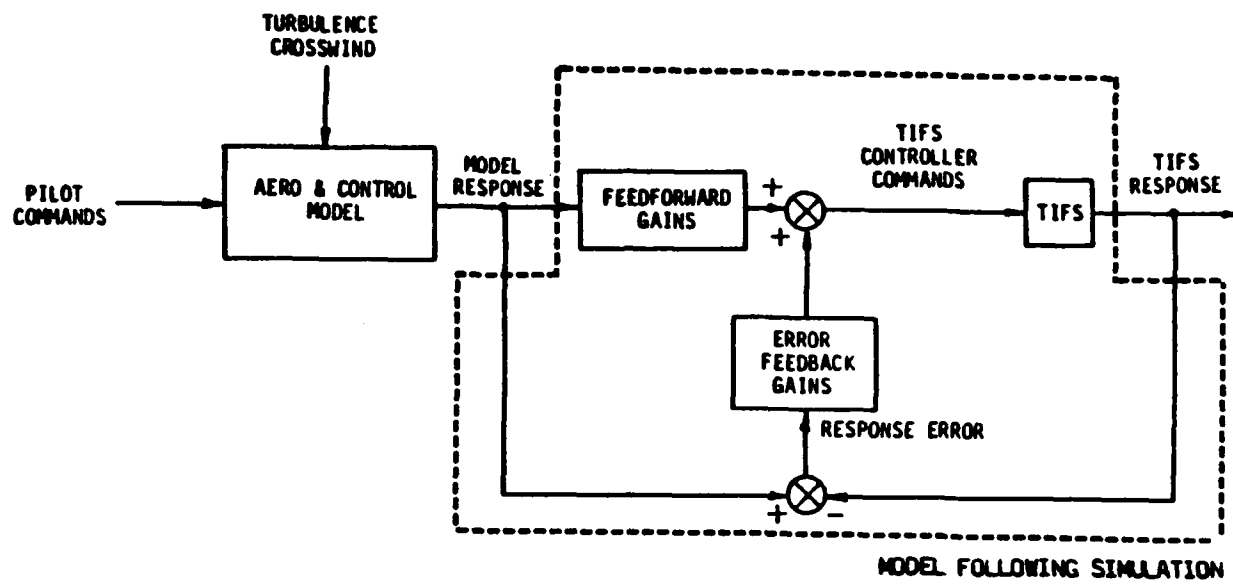 TURBULENCE
CROSSWIND
PILOT
COMMANDS
AERO & CONTROL
MODEL
MODEL
RESPONSE
FEEDFORWARD
GAINS
+
+
TIFS
CONTROLLER
COMMANDS
TIFS
TIFS
RESPONSE
ERROR
FEEDBACK
GAINS
RESPONSE ERROR
+
-
MODEL FOLLOWING SIMULATION